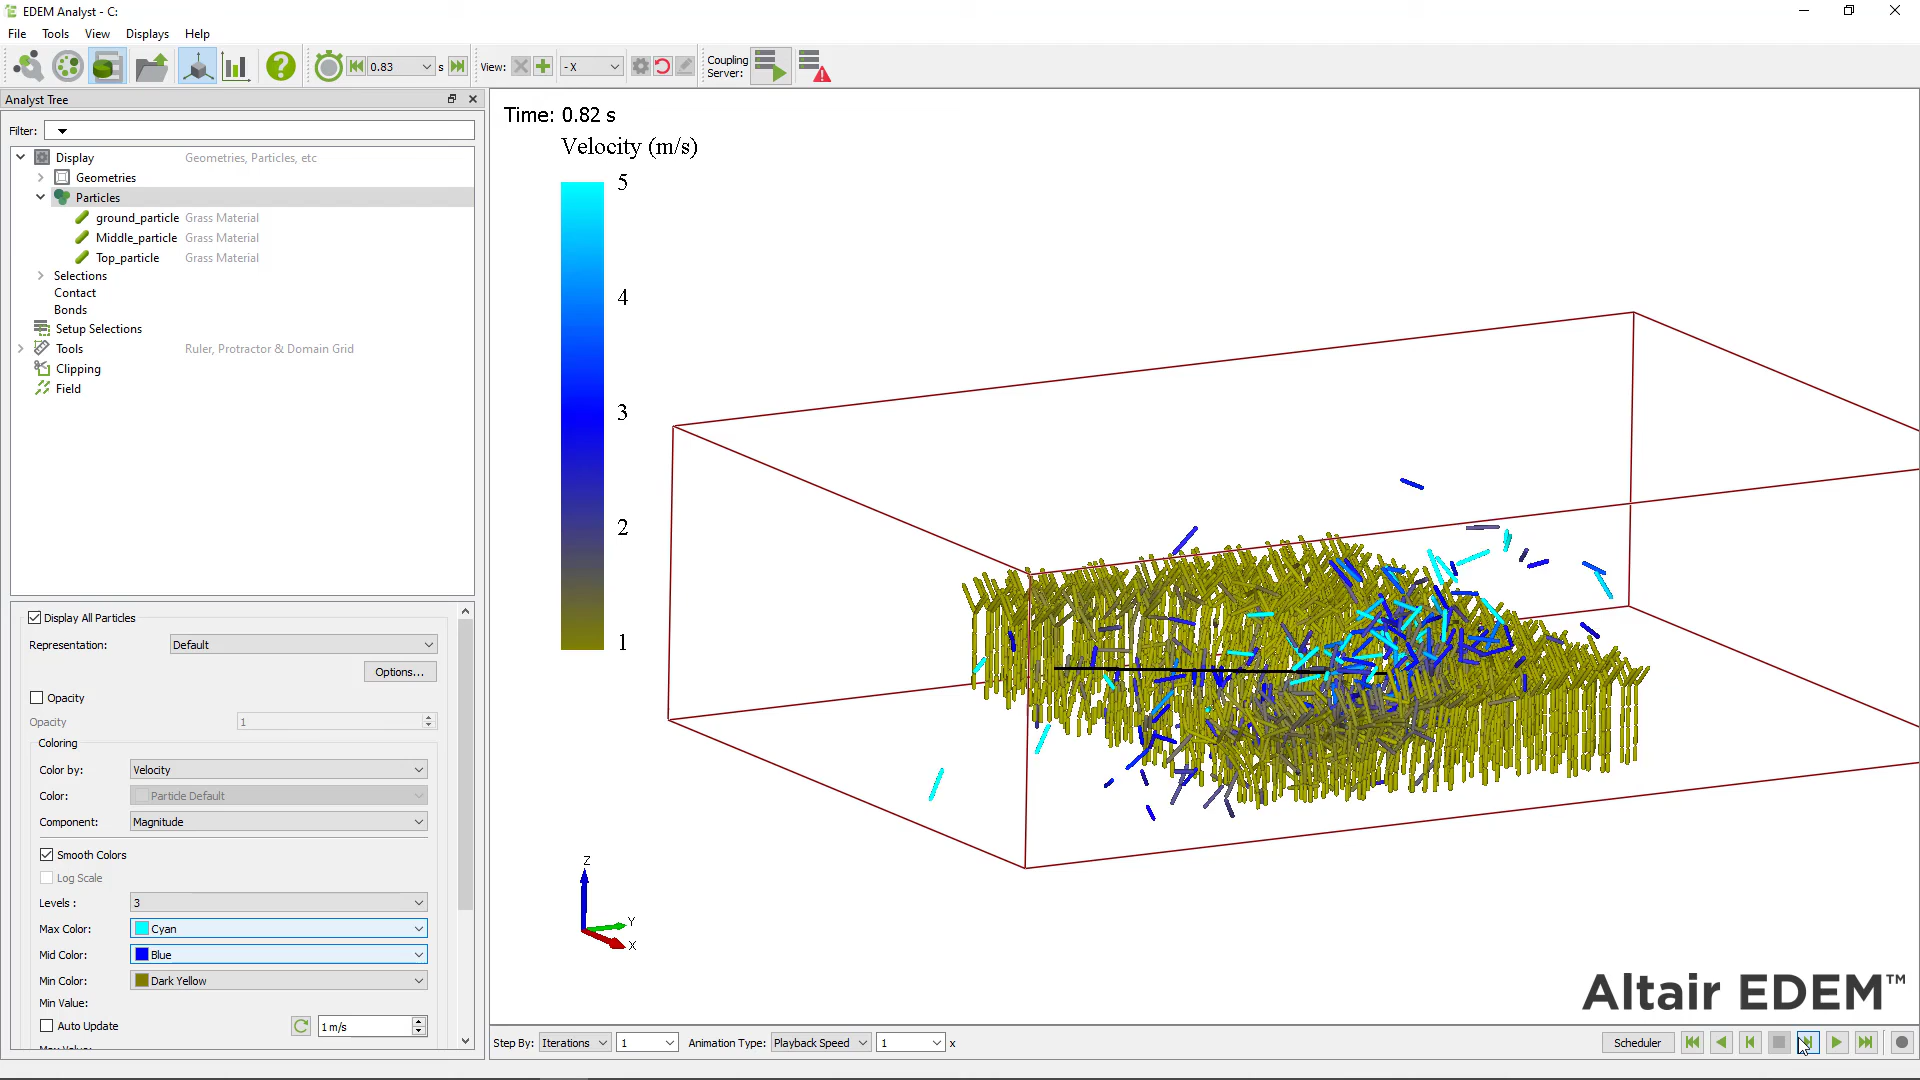 EDEM Analyst - C:
File Tools View Displays Help
0.83 s View: -X Coupling Server:
Analyst Tree
Filter:
Display Geometries, Particles, etc
Geometries
Particles
ground_particle Grass Material
Middle_particle Grass Material
Top_particle Grass Material
Selections
Contact
Bonds
Setup Selections
Tools Ruler, Protractor & Domain Grid
Clipping
Field
Display All Particles
Representation: Default
Options...
Opacity
Opacity 1
Coloring
Color by: Velocity
Color: Particle Default
Component: Magnitude
Smooth Colors
Log Scale
Levels : 3
Max Color: Cyan
Mid Color: Blue
Min Color: Dark Yellow
Min Value:
Auto Update 1 m/s
Time: 0.82 s
Velocity (m/s)
5
4
3
2
1
Z
Y
X
Altair EDEM™
Step By: Iterations 1 Animation Type: Playback Speed 1 x Scheduler